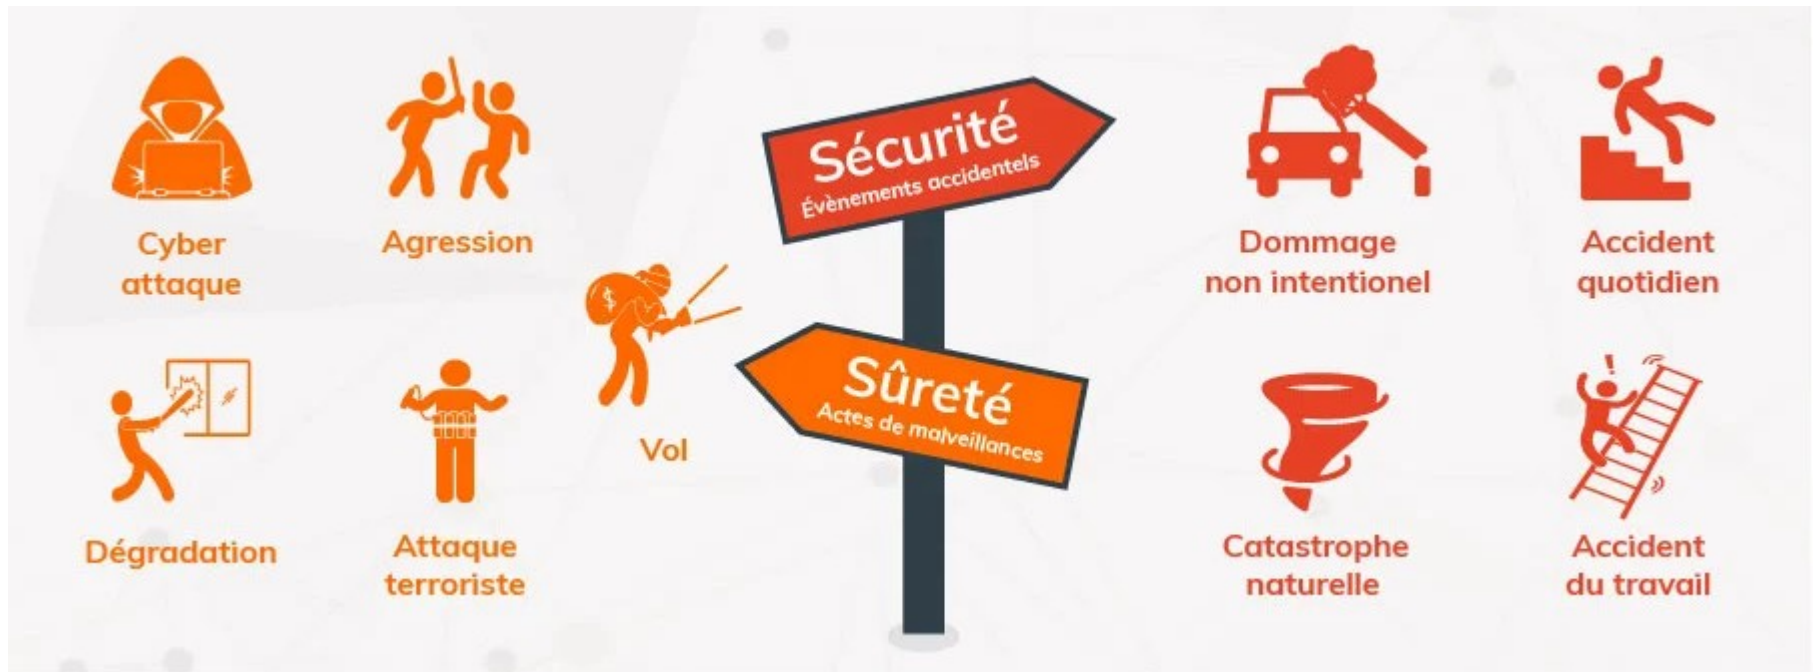 Cyber
attaque
Agression
Vol
Dégradation
Attaque
terroriste
Sécurité
Évènements accidentels
Sûreté
Actes de malveillances
Dommage
non intentionel
Accident
quotidien
Catastrophe
naturelle
Accident
du travail